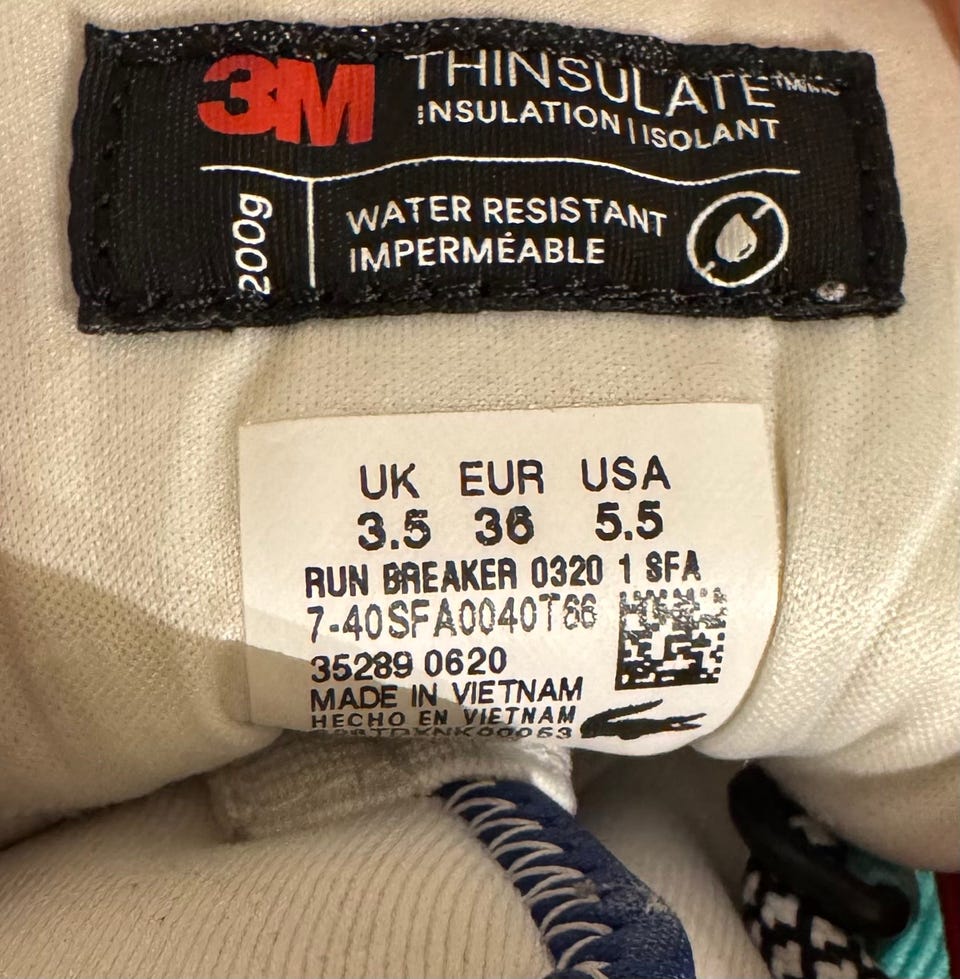 3M THINSULATE™
INSULATION | ISOLANT
200g
WATER RESISTANT
IMPERMÉABLE
UK EUR USA
3.5 36 5.5
RUN BREAKER 0320 1 SFA
7-40SFA0040T66
35289 0620
MADE IN VIETNAM
HECHO EN VIETNAM